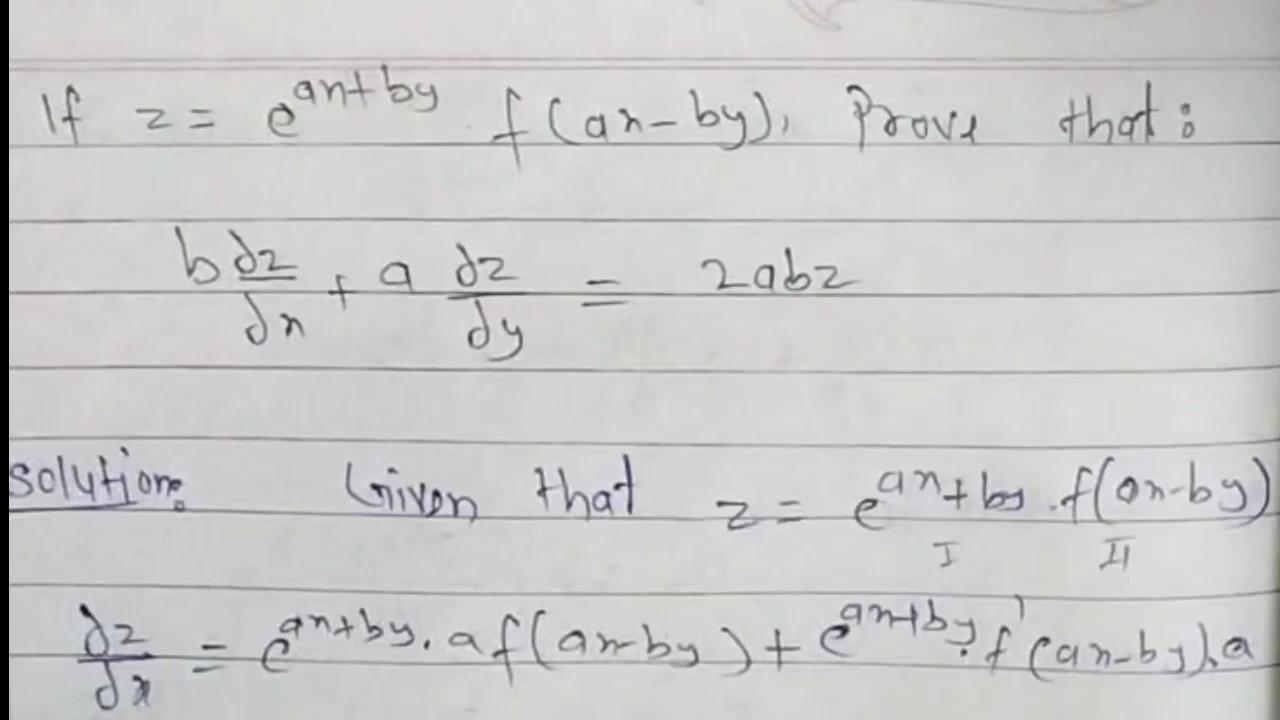 If z = e^{ax+by} f(ax-by), Prove that:
b ∂z/∂x + a ∂z/∂y = 2abz
Solution: Given that z = e^{ax+by} . f(ax-by)
I II
∂z/∂x = e^{ax+by} . a f(ax-by) + e^{ax+by} . f'(ax-by) . a